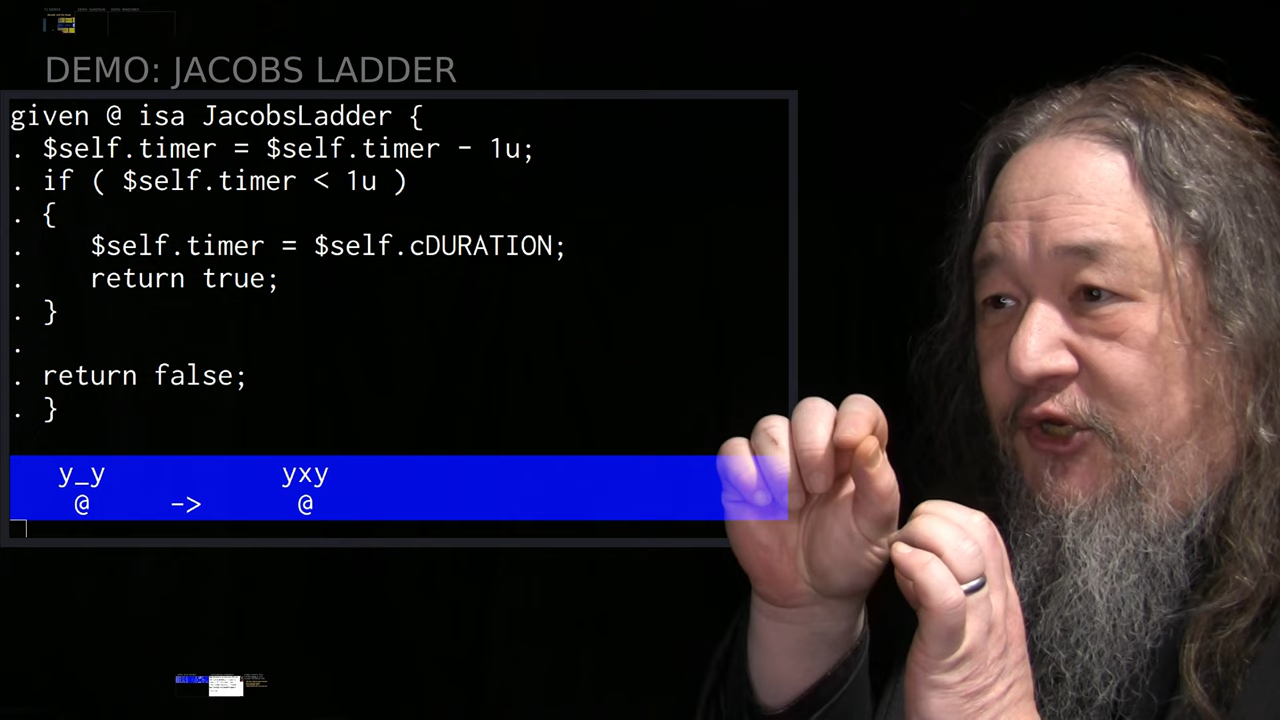 DEMO: JACOBS LADDER
given @ isa JacobsLadder {
. $self.timer = $self.timer - 1u;
. if ( $self.timer < 1u )
. {
.    $self.timer = $self.cDURATION;
.    return true;
. }
.
. return false;
. }
y_y yxy
@ -> @